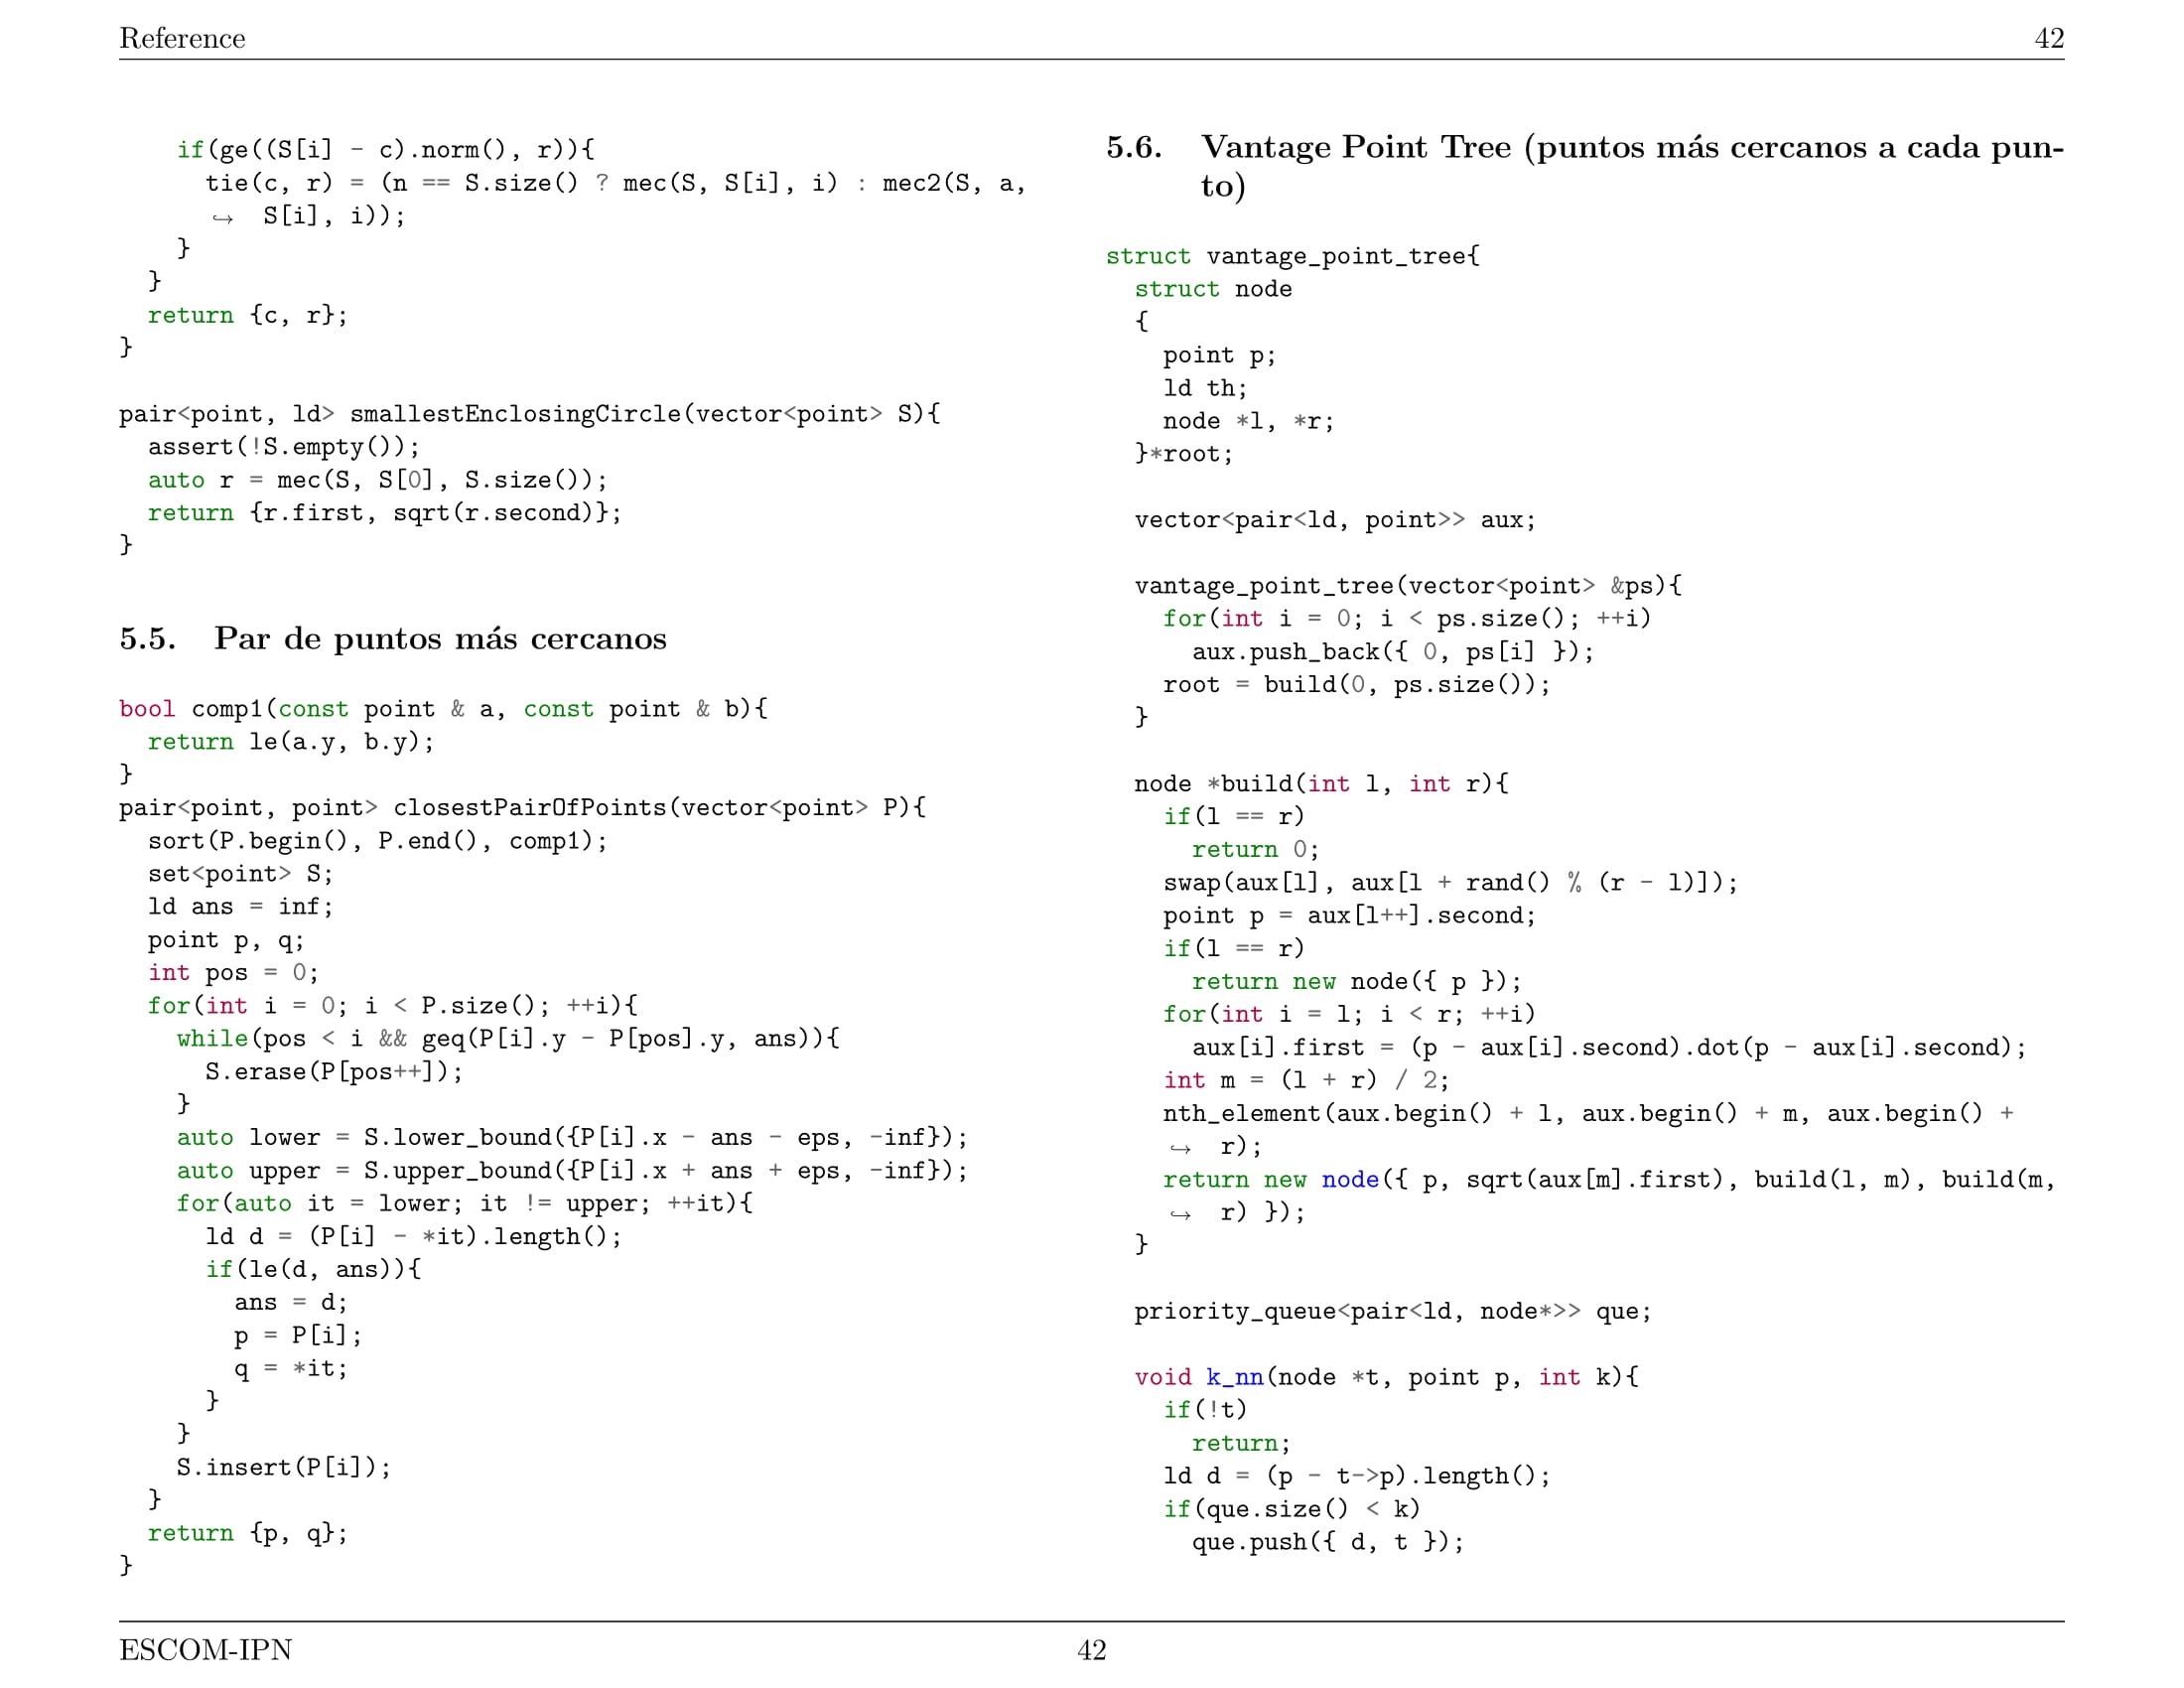 Reference 42
    if(ge((S[i] - c).norm(), r)){
      tie(c, r) = (n == S.size() ? mec(S, S[i], i) : mec2(S, a,
      ↪  S[i], i));
    }
  }
  return {c, r};
}

pair<point, ld> smallestEnclosingCircle(vector<point> S){
  assert(!S.empty());
  auto r = mec(S, S[0], S.size());
  return {r.first, sqrt(r.second)};
}

5.5. Par de puntos más cercanos

bool comp1(const point & a, const point & b){
  return le(a.y, b.y);
}
pair<point, point> closestPairOfPoints(vector<point> P){
  sort(P.begin(), P.end(), comp1);
  set<point> S;
  ld ans = inf;
  point p, q;
  int pos = 0;
  for(int i = 0; i < P.size(); ++i){
    while(pos < i && geq(P[i].y - P[pos].y, ans)){
      S.erase(P[pos++]);
    }
    auto lower = S.lower_bound({P[i].x - ans - eps, -inf});
    auto upper = S.upper_bound({P[i].x + ans + eps, -inf});
    for(auto it = lower; it != upper; ++it){
      ld d = (P[i] - *it).length();
      if(le(d, ans)){
        ans = d;
        p = P[i];
        q = *it;
      }
    }
    S.insert(P[i]);
  }
  return {p, q};
}

5.6. Vantage Point Tree (puntos más cercanos a cada pun-
to)

struct vantage_point_tree{
  struct node
  {
    point p;
    ld th;
    node *l, *r;
  }*root;

  vector<pair<ld, point>> aux;

  vantage_point_tree(vector<point> &ps){
    for(int i = 0; i < ps.size(); ++i)
      aux.push_back({ 0, ps[i] });
    root = build(0, ps.size());
  }

  node *build(int l, int r){
    if(l == r)
      return 0;
    swap(aux[l], aux[l + rand() % (r - l)]);
    point p = aux[l++].second;
    if(l == r)
      return new node({ p });
    for(int i = l; i < r; ++i)
      aux[i].first = (p - aux[i].second).dot(p - aux[i].second);
    int m = (l + r) / 2;
    nth_element(aux.begin() + l, aux.begin() + m, aux.begin() +
    ↪  r);
    return new node({ p, sqrt(aux[m].first), build(l, m), build(m,
    ↪  r) });
  }

  priority_queue<pair<ld, node*>> que;

  void k_nn(node *t, point p, int k){
    if(!t)
      return;
    ld d = (p - t->p).length();
    if(que.size() < k)
      que.push({ d, t });

ESCOM-IPN 42